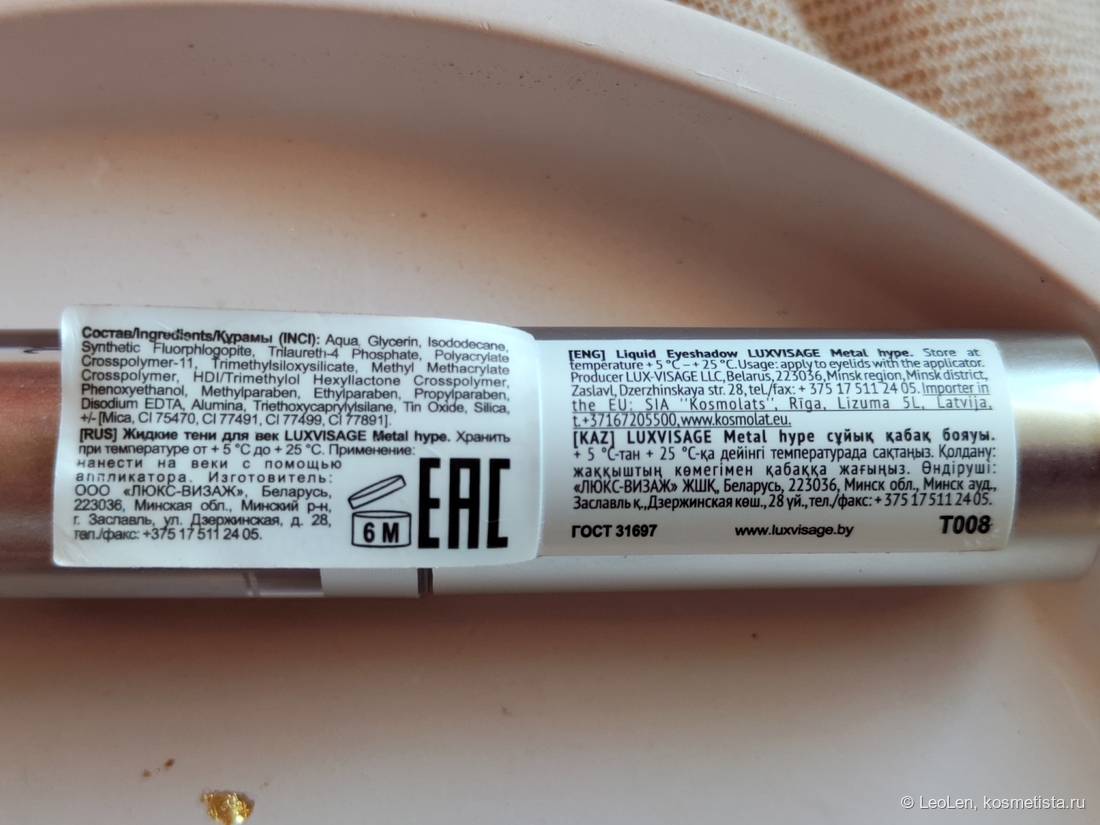 Состав/Ingredients/Құрамы (INCI): Aqua, Glycerin, Isododecane,
Synthetic Fluorphlogopite, Trilaureth-4 Phosphate, Polyacrylate
Crosspolymer-11, Trimethylsiloxysilicate, Methyl Methacrylate
Crosspolymer, HDI/Trimethylol Hexyllactone Crosspolymer,
Phenoxyethanol, Methylparaben, Ethylparaben, Propylparaben,
Disodium EDTA, Alumina, Triethoxycaprylylsilane, Tin Oxide, Silica,
+/- [Mica, CI 75470, CI 77491, CI 77499, CI 77891].
[RUS] Жидкие тени для век LUXVISAGE Metal hype. Хранить
при температуре от + 5 °C до + 25 °C. Применение:
нанести на веки с помощью
аппликатора. Изготовитель:
ООО «ЛЮКС-ВИЗАЖ», Беларусь,
223036, Минская обл., Минский р-н,
г. Заславль, ул. Дзержинская, д. 28,
тел./факс: +375 17 511 24 05.
6 M
EAC
[ENG] Liquid Eyeshadow LUXVISAGE Metal hype. Store at
temperature + 5 °C – + 25 °C. Usage: apply to eyelids with the applicator.
Producer LUX-VISAGE LLC, Belarus, 223036, Minsk region, Minsk district,
Zaslavl, Dzerzhinskaya str. 28, tel./fax: + 375 17 511 24 05. Importer in
the EU: SIA ''Kosmolats'', Rīga, Lizuma 5L, Latvija,
t.+37167205500, www.kosmolat.eu.
[KAZ] LUXVISAGE Metal hype сұйық қабақ бояуы.
+ 5 °C-тан + 25 °C-қа дейінгі температурада сақтаңыз. Қолдану:
жаққыштың көмегімен қабаққа жағыңыз. Өндіруші:
«ЛЮКС-ВИЗАЖ» ЖШҚ, Беларусь, 223036, Минск обл., Минск ауд.,
Заславль қ., Дзержинская көш., 28 үй., тел./факс: + 375 17 511 24 05.
ГОСТ 31697 www.luxvisage.by T008
© LeoLen, kosmetista.ru